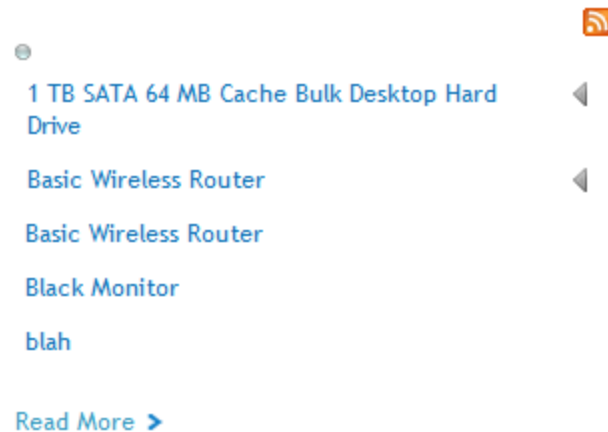 1 TB SATA 64 MB Cache Bulk Desktop Hard
Drive
Basic Wireless Router
Basic Wireless Router
Black Monitor
blah
Read More